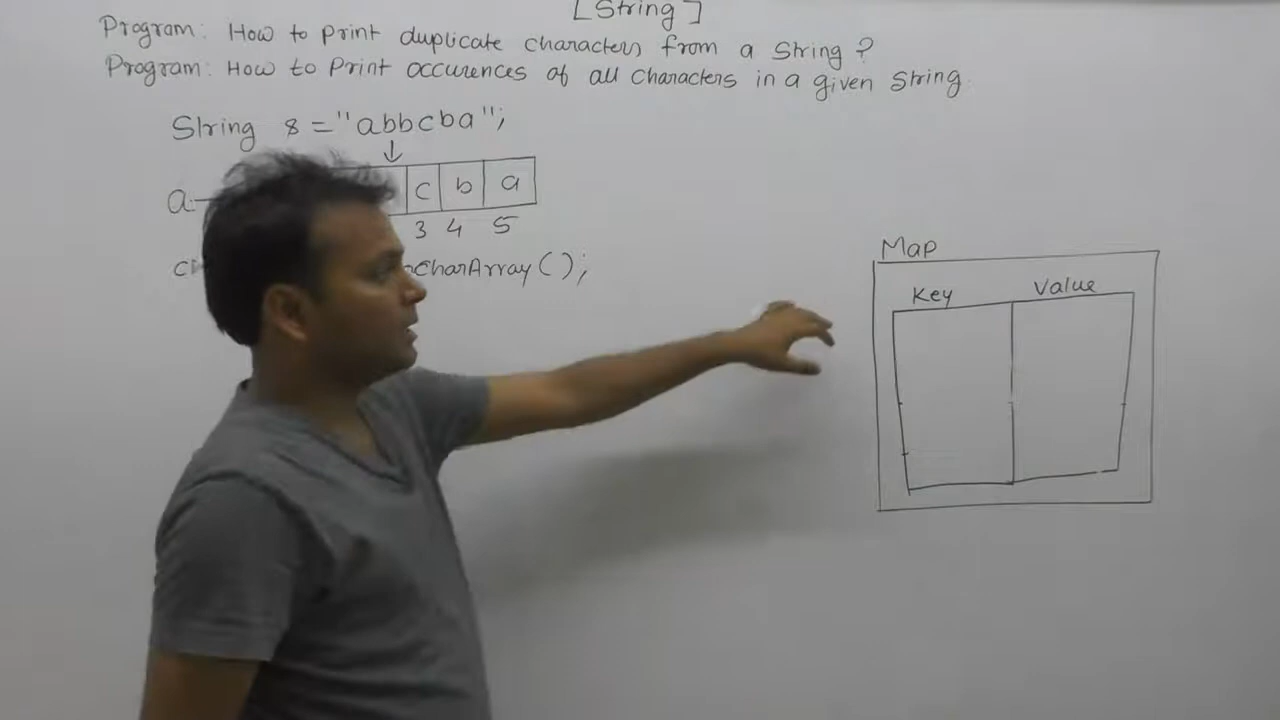 [String]
Program: How to print duplicate characters from a String ?
Program: How to Print occurences of all characters in a given String.
String s = "abbcba";
a c b a
3 4 5
CharArray();
Map
Key Value